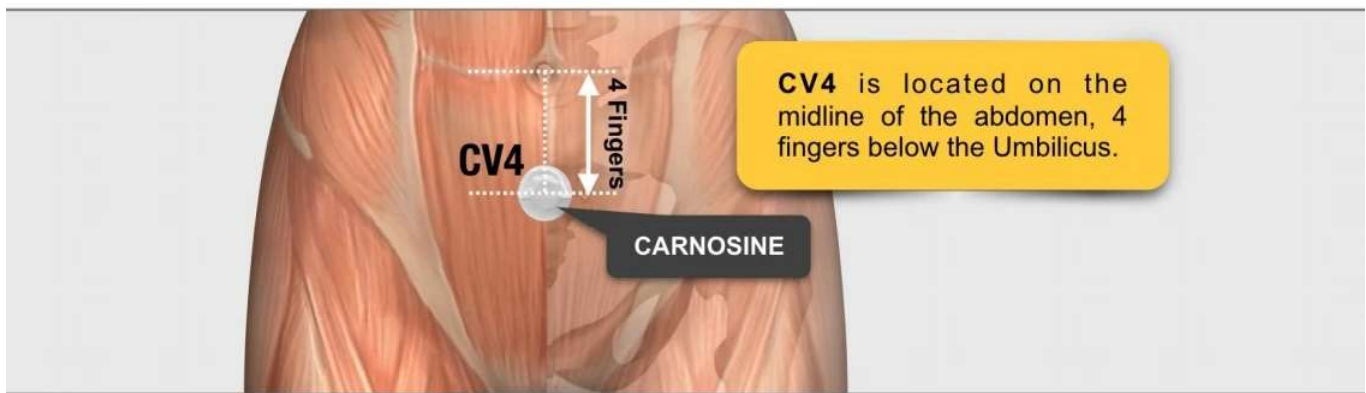 4 Fingers
CV4
CARNOSINE
CV4 is located on the
midline of the abdomen, 4
fingers below the Umbilicus.